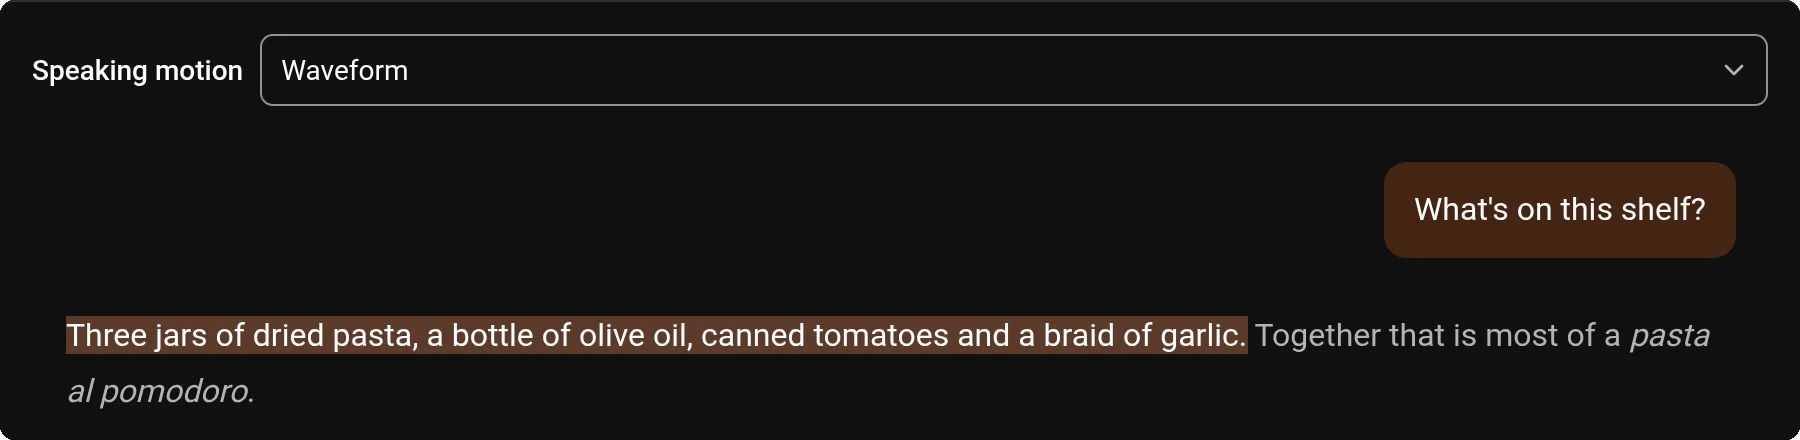 Speaking motion
Waveform
What's on this shelf?
Three jars of dried pasta, a bottle of olive oil, canned tomatoes and a braid of garlic. Together that is most of a pasta
al pomodoro.